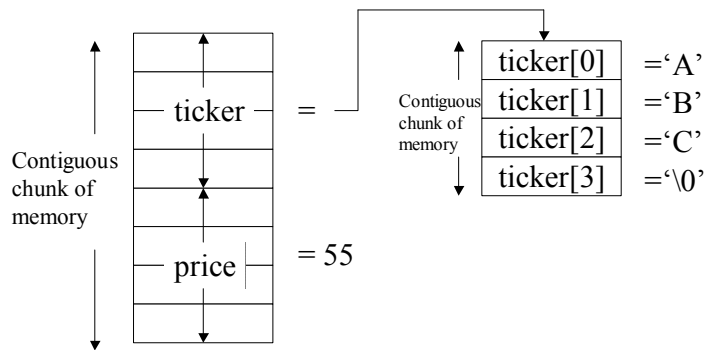 ticker
=
Contiguous
chunk of
memory
price
= 55
Contiguous
chunk of
memory
ticker[0] =‘A’
ticker[1] =‘B’
ticker[2] =‘C’
ticker[3] =‘\0’